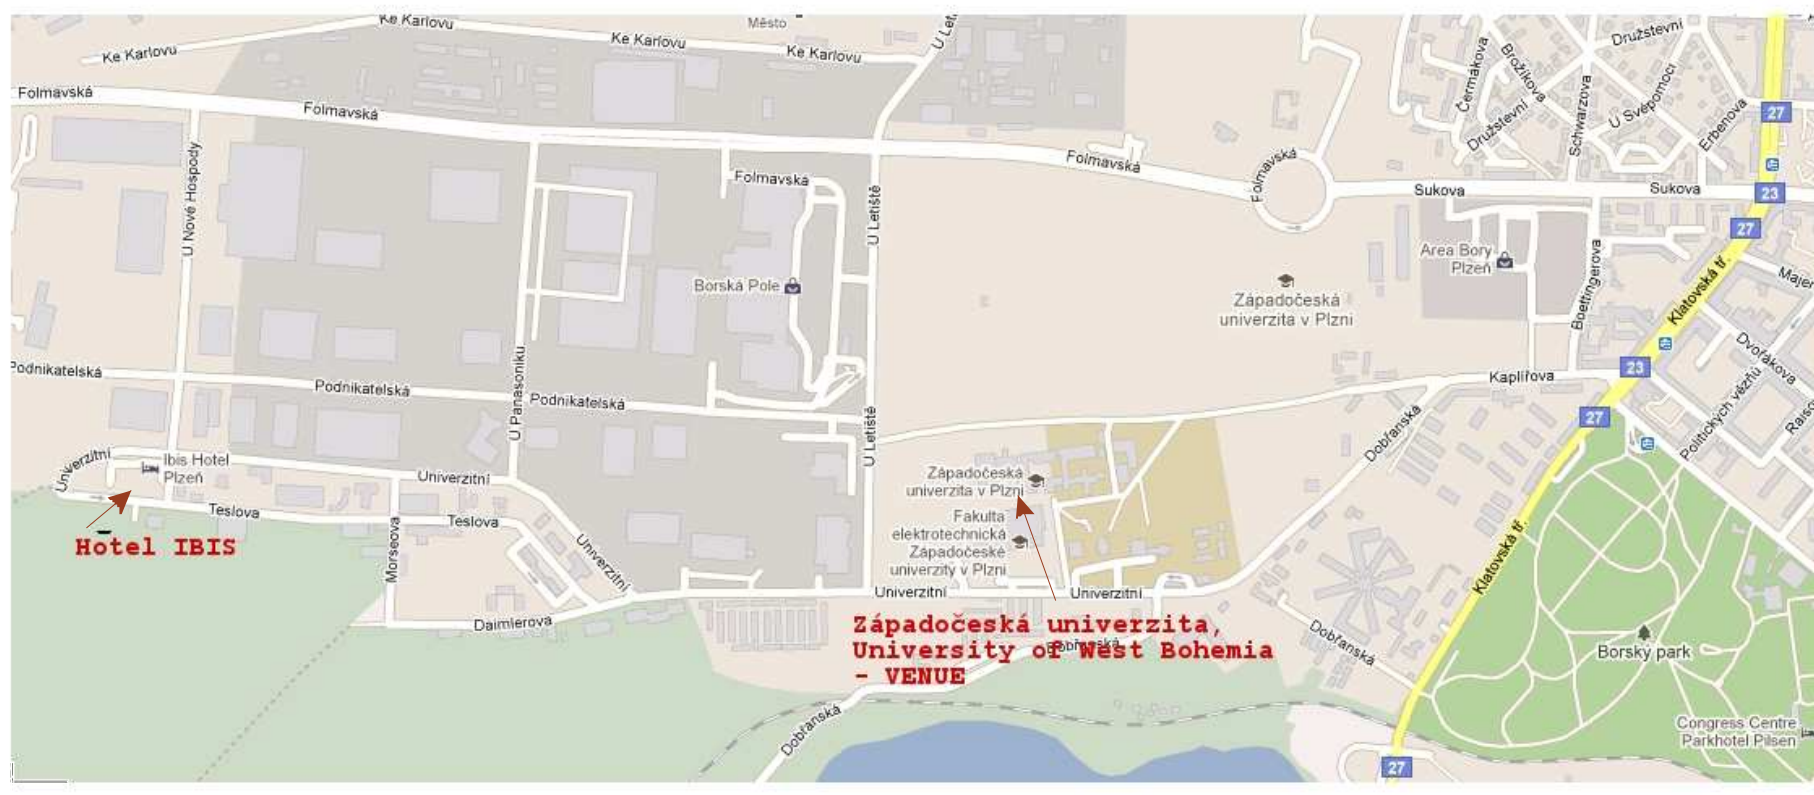 Ke Karlovu
Město
U Let
Ke Karlovu
Ke Karlovu
Ke Karlovu
Družstevní
Čermákova
Brožíkova
Schwarzova
U Svépomoci
Erbenova
Družstevní
27
Folmavská
Folmavská
Folmavská
Folmavská
Folmavská
Sukova
Sukova
23
27
U Nové Hospody
U Letiště
Area Bory
Plzeň
Boettingerova
Klatovská tř.
Majer
Borská Pole
Západočeská
univerzita v Plzni
Dvořákova
Politických vězňů
23
Podnikatelská
Podnikatelská
Podnikatelská
U Panasoniku
Kaplířova
27
U Letiště
Dobřanská
Univerzitní
Ibis Hotel
Plzeň
Univerzitní
Západočeská
univerzita v Plzni
Teslova
Teslova
Fakulta
elektrotechnická
Západočeské
univerzity v Plzni
Hotel IBIS
Morseova
Univerzitní
Klatovská tř.
Univerzitní
Univerzitní
Daimlerova
Západočeská univerzita,
University of West Bohemia
- VENUE
Dobřanská
Dobřanská
Borský park
Dobřanská
Congress Centre
Parkhotel Pilsen
27